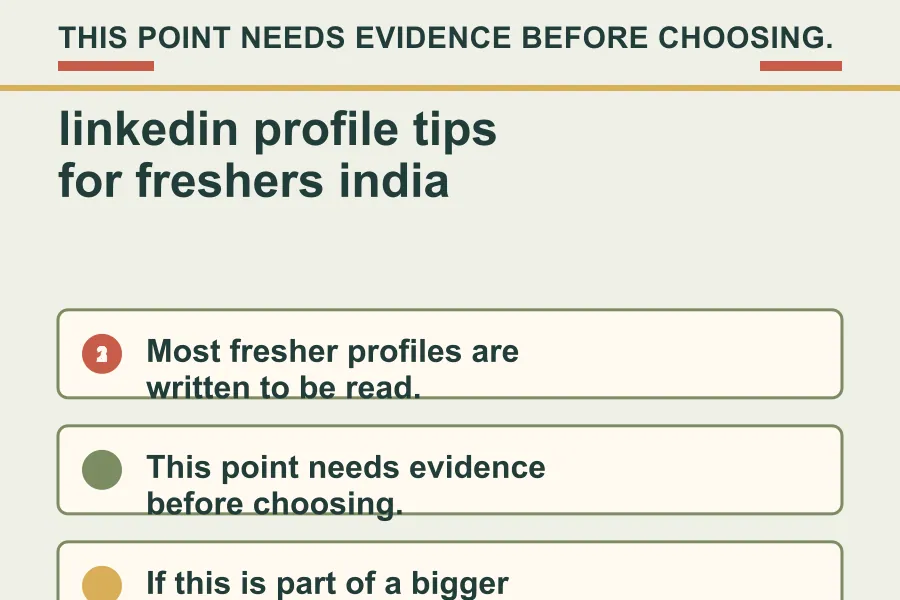 THIS POINT NEEDS EVIDENCE BEFORE CHOOSING.
linkedin profile tips
for freshers india
Most fresher profiles are
written to be read.
This point needs evidence
before choosing.
If this is part of a bigger